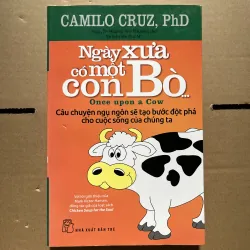 CAMILO CRUZ, PhD
Ngày xưa
có một
con Bò...
Once upon a Cow
Câu chuyện ngụ ngôn sẽ tạo bước đột phá
cho cuộc sống của chúng ta
NHÀ XUẤT BẢN TRẺ